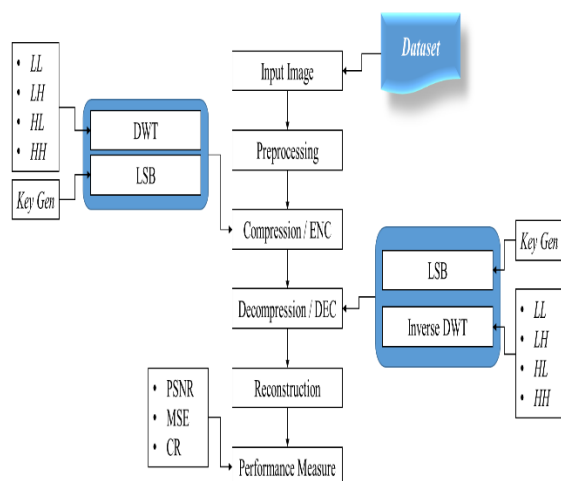 Dataset
Input Image
• LL
• LH
• HL
• HH
DWT
Preprocessing
LSB
Key Gen
Compression / ENC
Key Gen
LSB
Decompression / DEC
Inverse DWT
• LL
• LH
• HL
• HH
Reconstruction
• PSNR
• MSE
• CR
Performance Measure